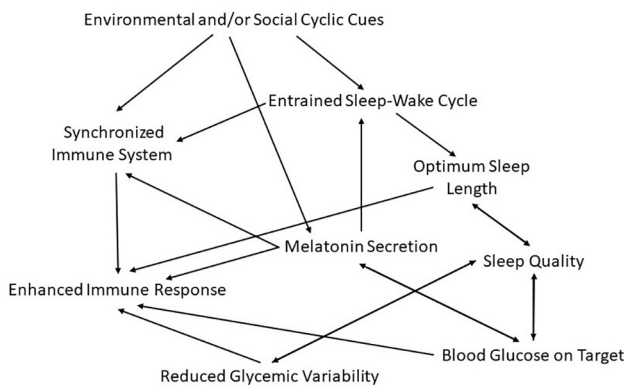 Environmental and/or Social Cyclic Cues
Entrained Sleep-Wake Cycle
Synchronized
Immune System
Optimum Sleep
Length
Melatonin Secretion
Sleep Quality
Enhanced Immune Response
Blood Glucose on Target
Reduced Glycemic Variability